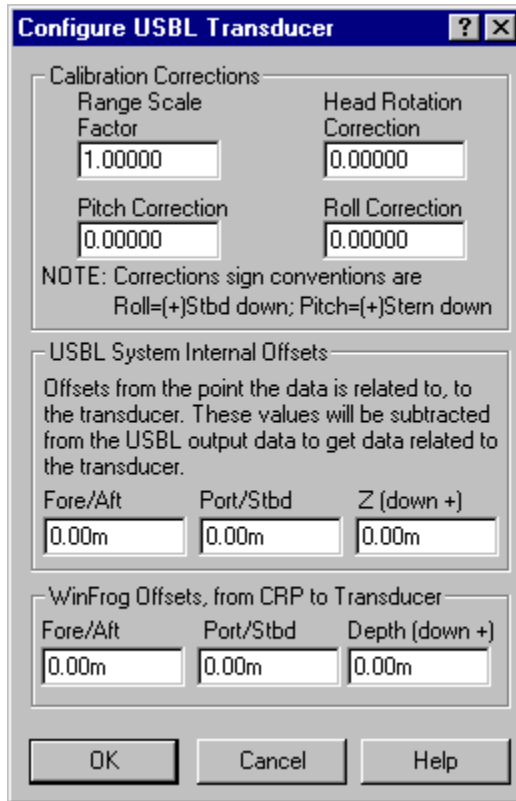 Configure USBL Transducer
Calibration Corrections
Range Scale Factor
Head Rotation Correction
1.00000
0.00000
Pitch Correction
Roll Correction
0.00000
0.00000
NOTE: Corrections sign conventions are
Roll=(+)Stbd down; Pitch=(+)Stern down
USBL System Internal Offsets
Offsets from the point the data is related to, to
the transducer. These values will be subtracted
from the USBL output data to get data related to
the transducer.
Fore/Aft
Port/Stbd
Z (down +)
0.00m
0.00m
0.00m
WinFrog Offsets, from CRP to Transducer
Fore/Aft
Port/Stbd
Depth (down +)
0.00m
0.00m
0.00m
OK
Cancel
Help